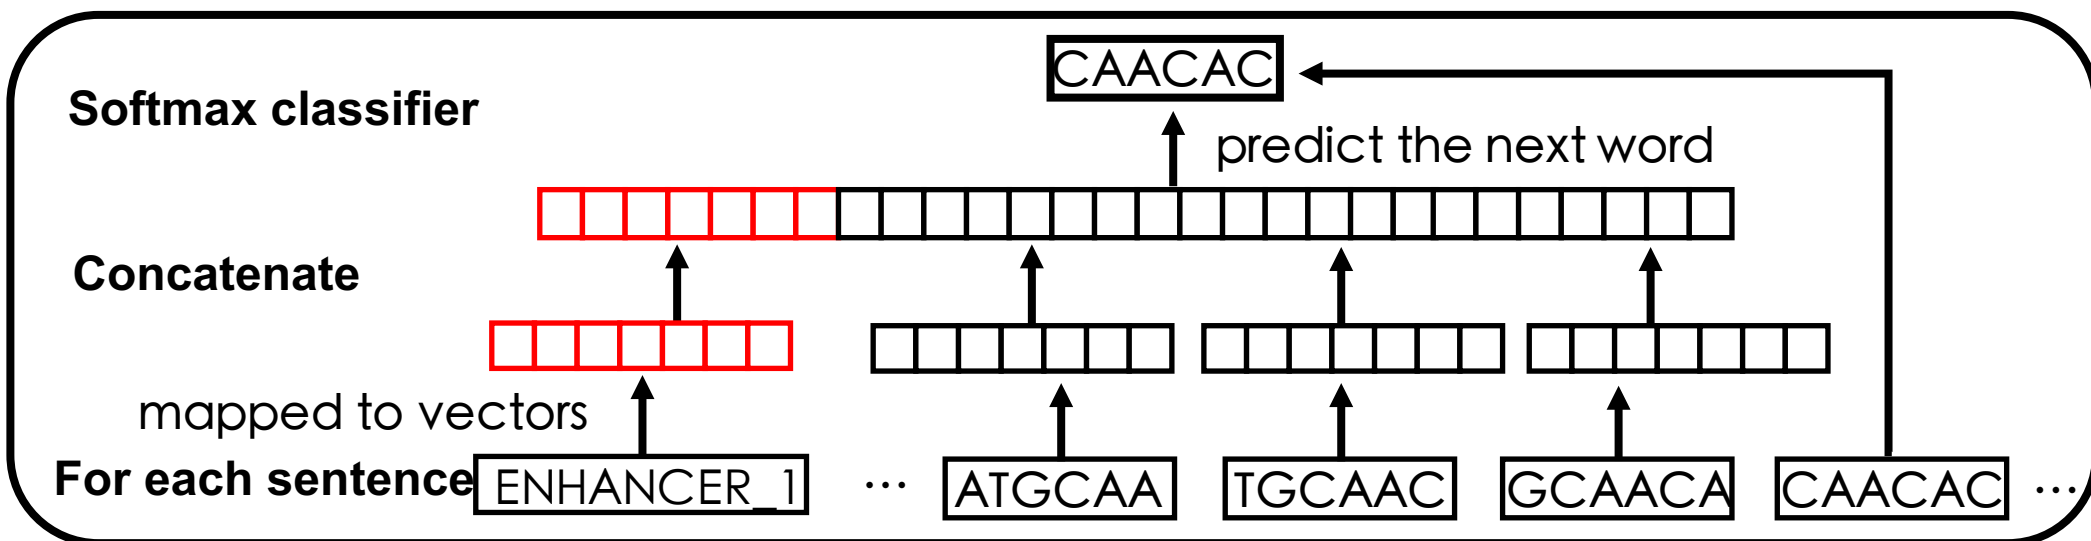 CAACAC
Softmax classifier
predict the next word
Concatenate
mapped to vectors
For each sentence ENHANCER_1 ... ATGCAA TGCAAC GCAACA CAACAC ...